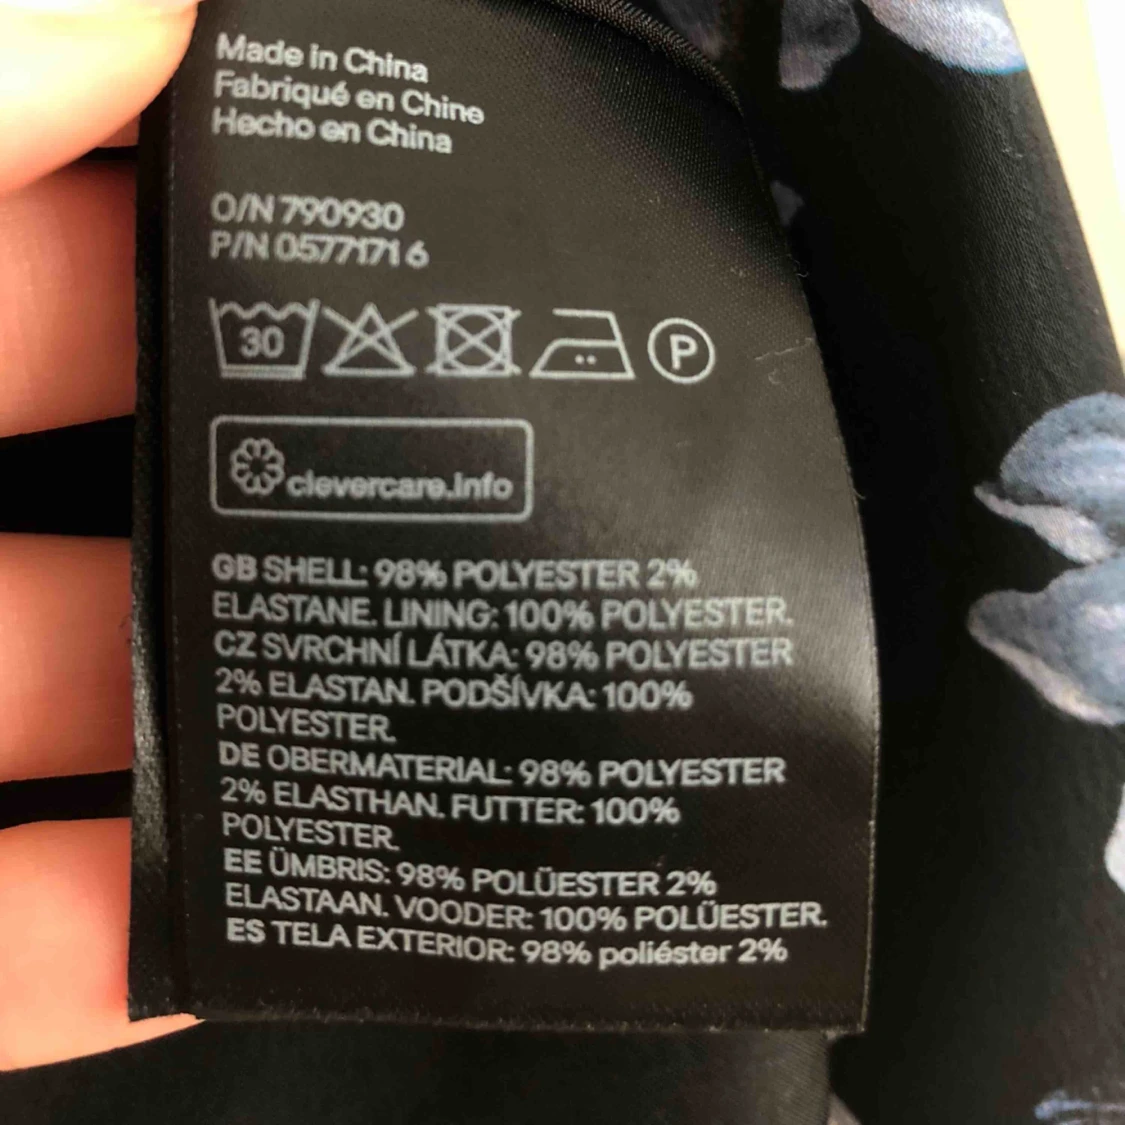 Made in China
Fabriqué en Chine
Hecho en China
O/N 790930
P/N 05771716
30 P
clevercare.info
GB SHELL: 98% POLYESTER 2%
ELASTANE. LINING: 100% POLYESTER.
CZ SVRCHNÍ LÁTKA: 98% POLYESTER
2% ELASTAN. PODŠÍVKA: 100%
POLYESTER.
DE OBERMATERIAL: 98% POLYESTER
2% ELASTHAN. FUTTER: 100%
POLYESTER.
EE ÜMBRIS: 98% POLÜESTER 2%
ELASTAAN. VOODER: 100% POLÜESTER.
ES TELA EXTERIOR: 98% poliéster 2%